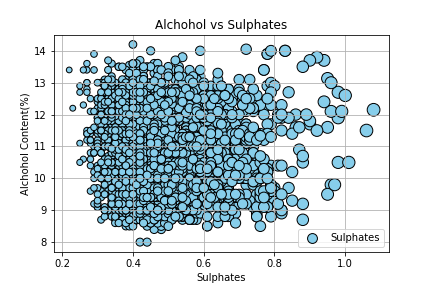 Alchohol vs Sulphates
14
13
12
11
10
9
8
Alchohol Content(%)
0.2 0.4 0.6 0.8 1.0
Sulphates
Sulphates